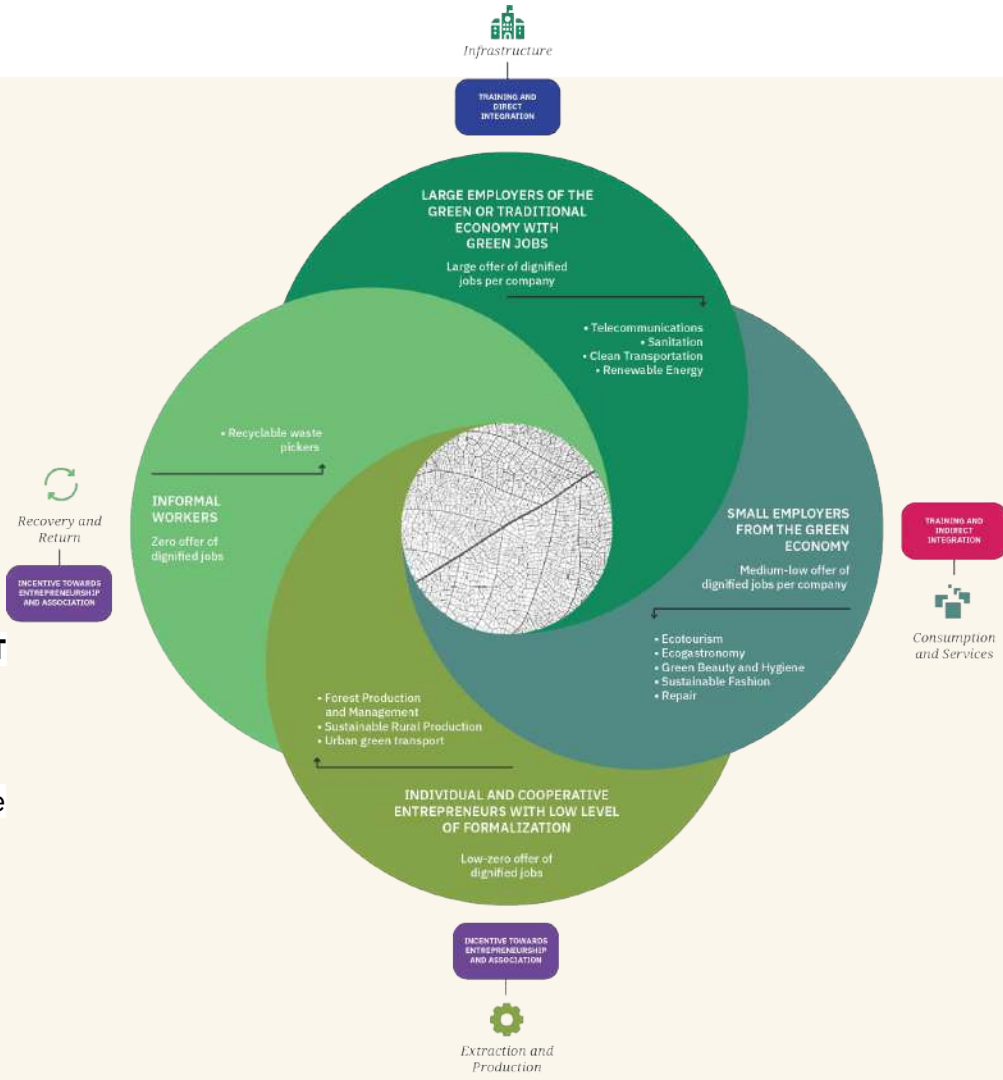 Infrastructure
TRAINING AND
DIRECT
INTEGRATION
LARGE EMPLOYERS OF THE
GREEN OR TRADITIONAL
ECONOMY WITH
GREEN JOBS
Large offer of dignified
jobs per company
• Telecommunications
• Sanitation
• Clean Transportation
• Renewable Energy
• Recyclable waste
pickers
INFORMAL
WORKERS
Zero offer of
dignified jobs
Recovery and
Return
INCENTIVE TOWARDS
ENTREPRENEURSHIP
AND ASSOCIATION
SMALL EMPLOYERS
FROM THE GREEN
ECONOMY
Medium-low offer of
dignified jobs per company
• Ecotourism
• Ecogastronomy
• Green Beauty and Hygiene
• Sustainable Fashion
• Repair
TRAINING AND
INDIRECT
INTEGRATION
Consumption
and Services
T
e
• Forest Production
and Management
• Sustainable Rural Production
• Urban green transport
INDIVIDUAL AND COOPERATIVE
ENTREPRENEURS WITH LOW LEVEL
OF FORMALIZATION
Low-zero offer of
dignified jobs
INCENTIVE TOWARDS
ENTREPRENEURSHIP
AND ASSOCIATION
Extraction and
Production